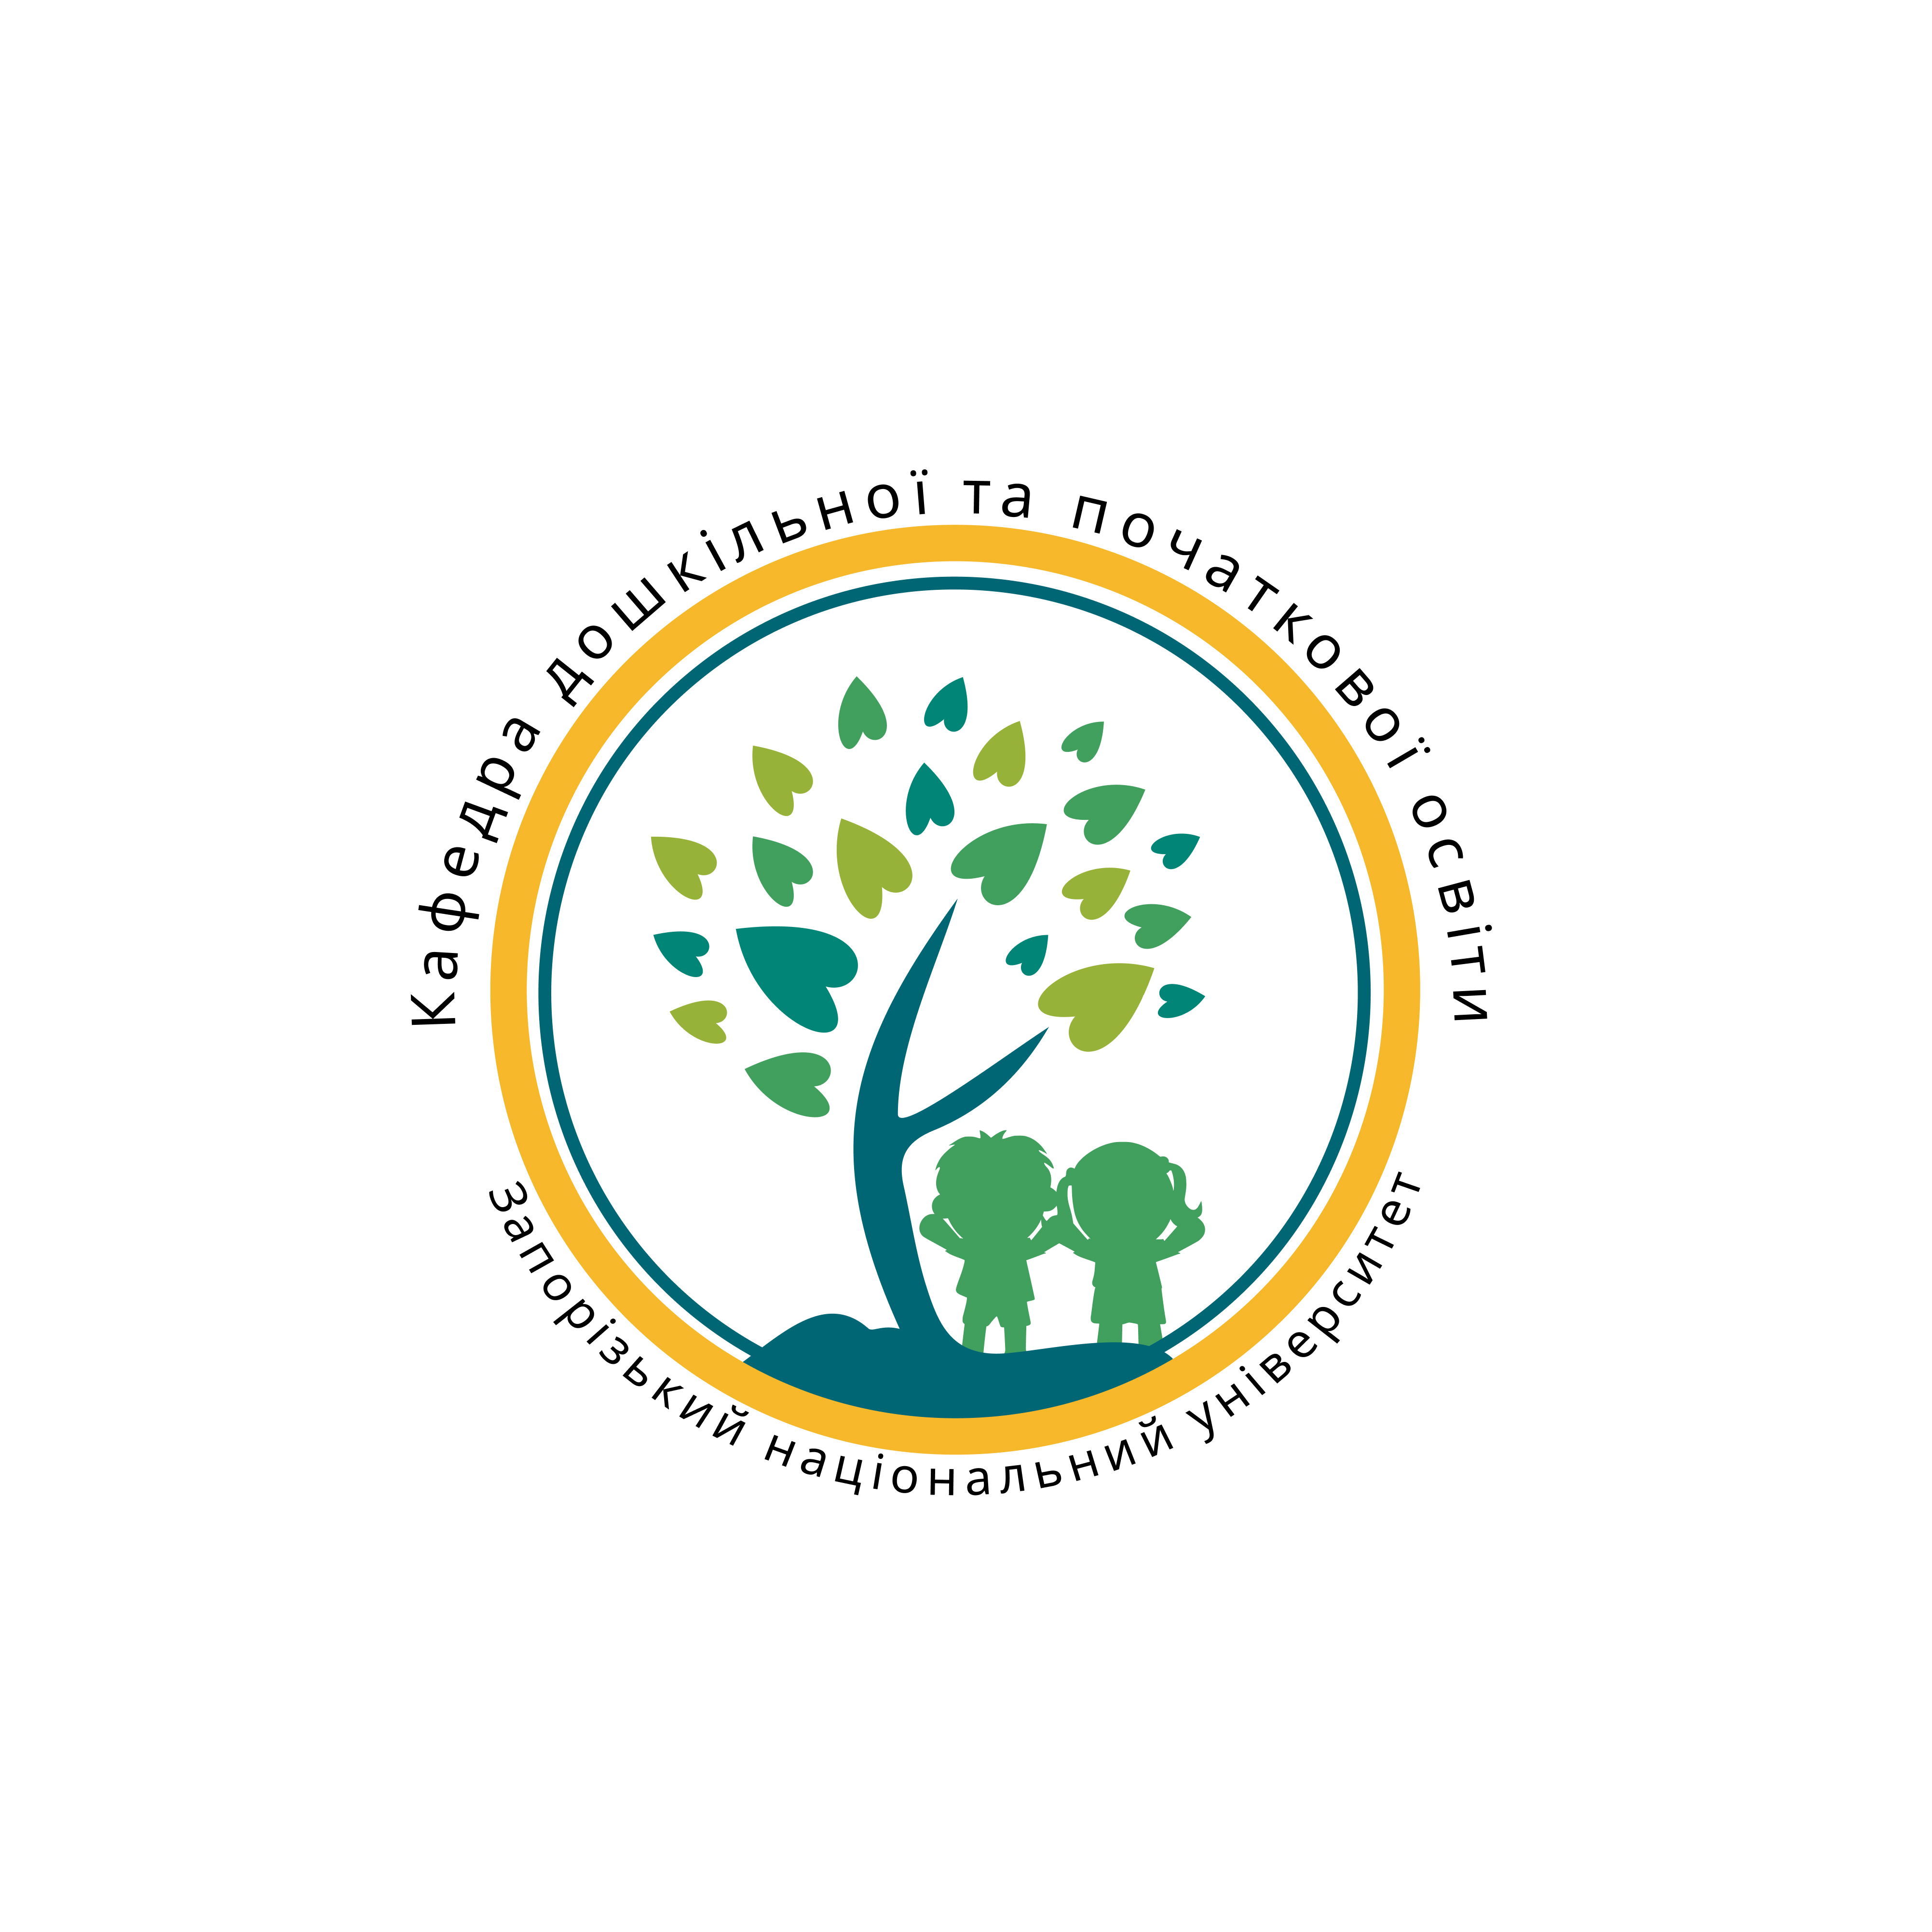 Кафедра дошкільної та початкової освіти
Запорізький національний університет